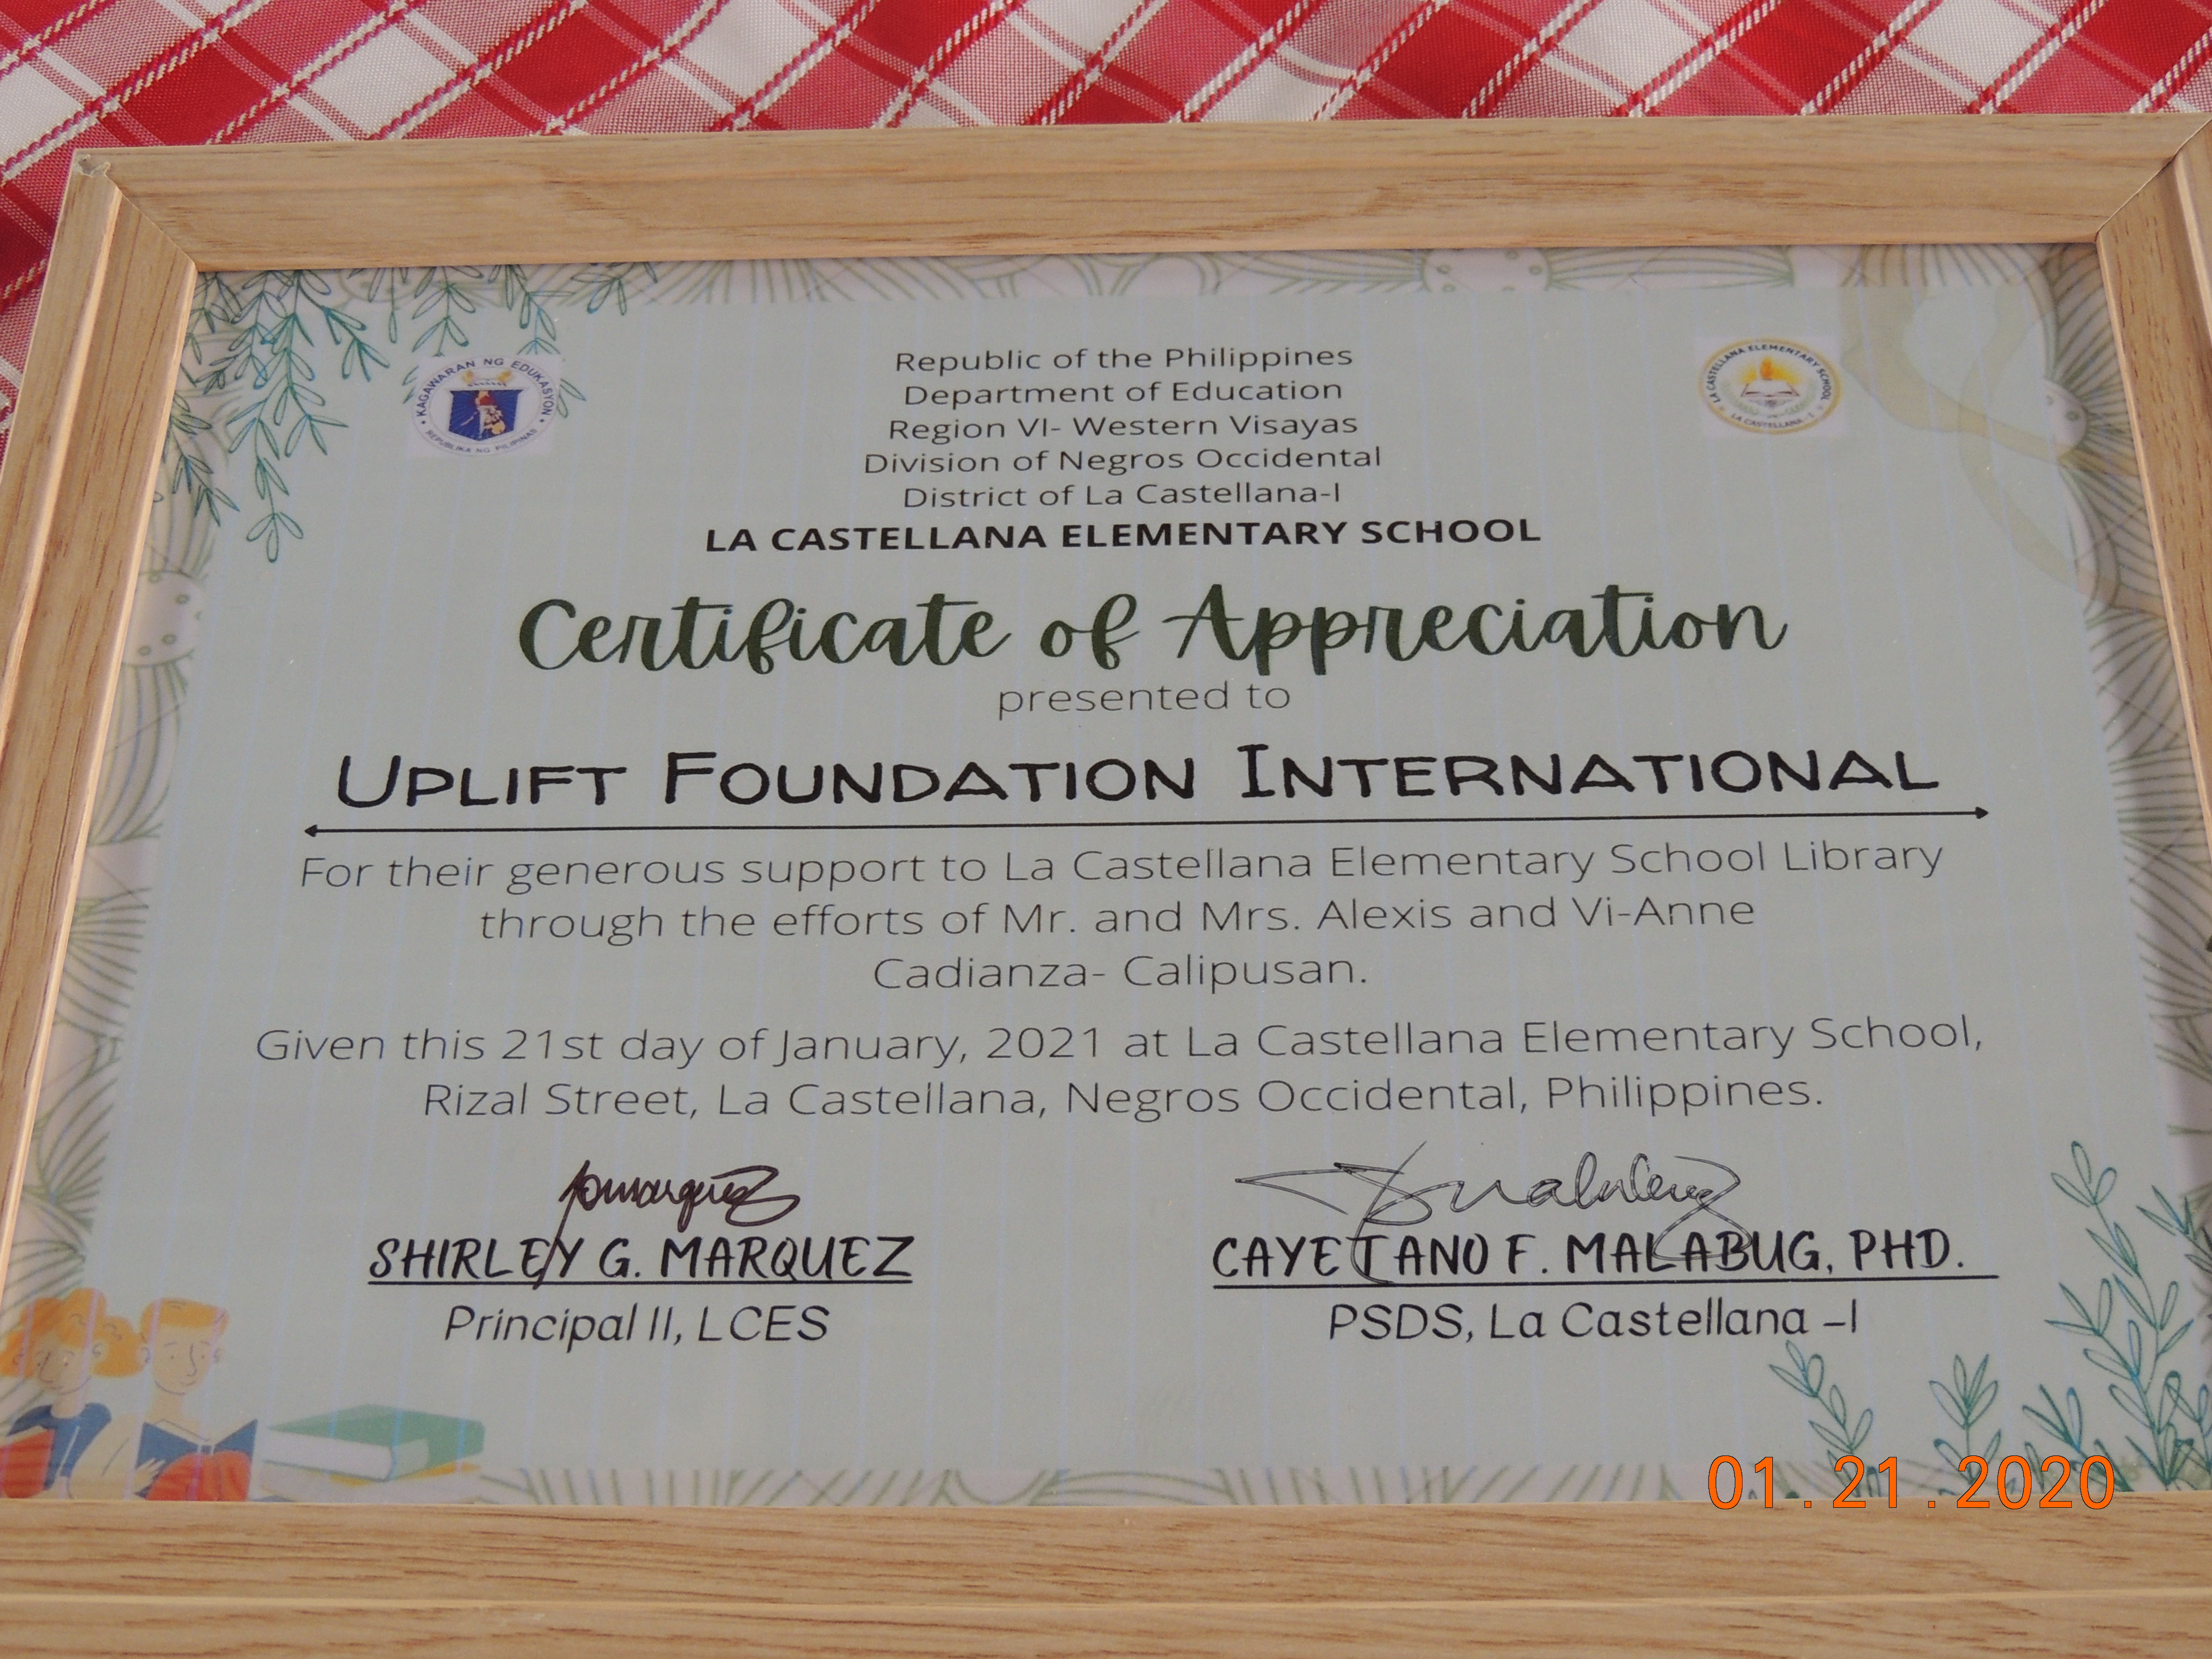 KAGAWARAN NG EDUKASYON
REPUBLIKA NG PILIPINAS
LA CASTELLANA ELEMENTARY SCHOOL
LA CASTELLANA - I
Republic of the Philippines
Department of Education
Region VI- Western Visayas
Division of Negros Occidental
District of La Castellana-I
LA CASTELLANA ELEMENTARY SCHOOL
Certificate of Appreciation
presented to
UPLIFT FOUNDATION INTERNATIONAL
For their generous support to La Castellana Elementary School Library
through the efforts of Mr. and Mrs. Alexis and Vi-Anne
Cadianza- Calipusan.
Given this 21st day of January, 2021 at La Castellana Elementary School,
Rizal Street, La Castellana, Negros Occidental, Philippines.
SHIRLEY G. MARQUEZ
Principal II, LCES
CAYETANO F. MALABUG, PHD.
PSDS, La Castellana -I
01.21.2020